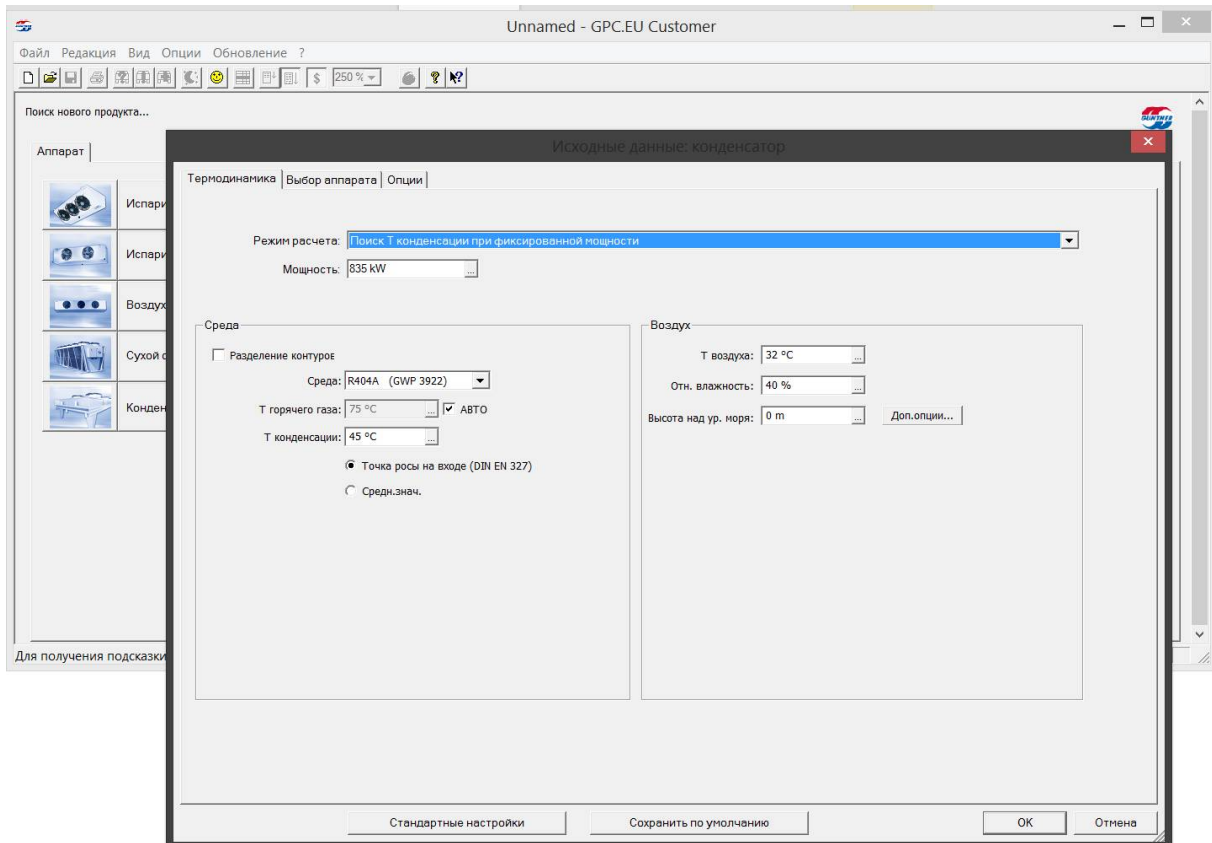 Unnamed - GPC.EU Customer
Файл Редакция Вид Опции Обновление ?
$ 250 % ? ?
Поиск нового продукта...
GÜNTNER
Аппарат
Исходные данные: конденсатор
Термодинамика Выбор аппарата Опции
Испари
Испари
Воздух
Сухой о
Конден
Режим расчета: Поиск Т конденсации при фиксированной мощности
Мощность: 835 kW ...
Среда
Разделение контуров
Среда: R404A (GWP 3922)
Т горячего газа: 75 ºC ... АВТО
Т конденсации: 45 ºC ...
Точка росы на входе (DIN EN 327)
Средн.знач.
Воздух
Т воздуха: 32 ºC ...
Отн. влажность: 40 % ...
Высота над ур. моря: 0 m ... Доп.опции...
Для получения подсказки
Стандартные настройки Сохранить по умолчанию OK Отмена